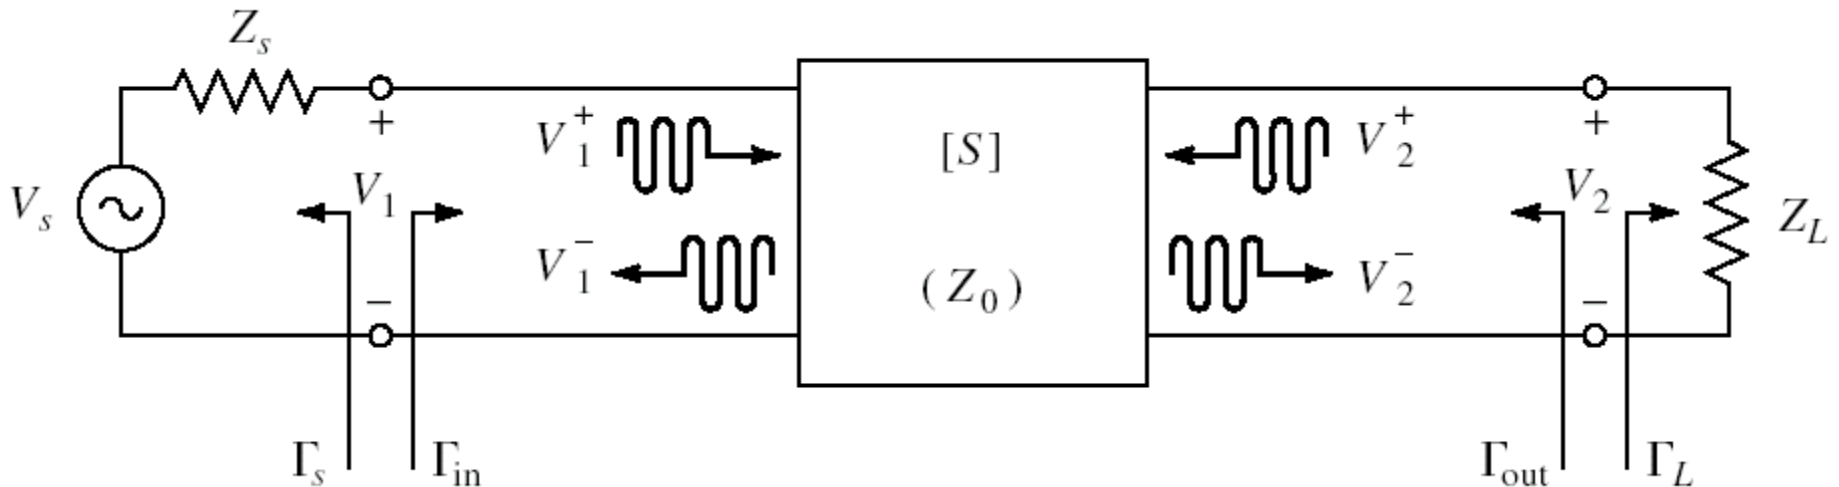 Z_s
+
V_1^+
[S]
V_2^+
+
V_s
V_1
V_2
Z_L
V_1^-
(Z_0)
V_2^-
−
−
Γ_s
Γ_in
Γ_out
Γ_L